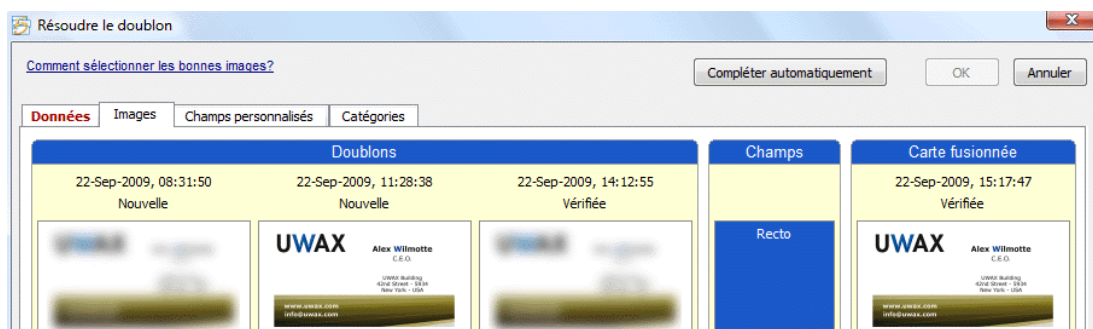 Résoudre le doublon
Comment sélectionner les bonnes images?
Compléter automatiquement
OK
Annuler
Données
Images
Champs personnalisés
Catégories
Doublons
Champs
Carte fusionnée
22-Sep-2009, 08:31:50
22-Sep-2009, 11:28:38
22-Sep-2009, 14:12:55
22-Sep-2009, 15:17:47
Nouvelle
Nouvelle
Vérifiée
Vérifiée
UWAX
UWAX
Alex Wilmotte
C.E.O.
UWAX Building
42nd Street - 5934
New York - USA
www.uwax.com
info@uwax.com
UWAX
Recto
UWAX
Alex Wilmotte
C.E.O.
UWAX Building
42nd Street - 5934
New York - USA
www.uwax.com
info@uwax.com